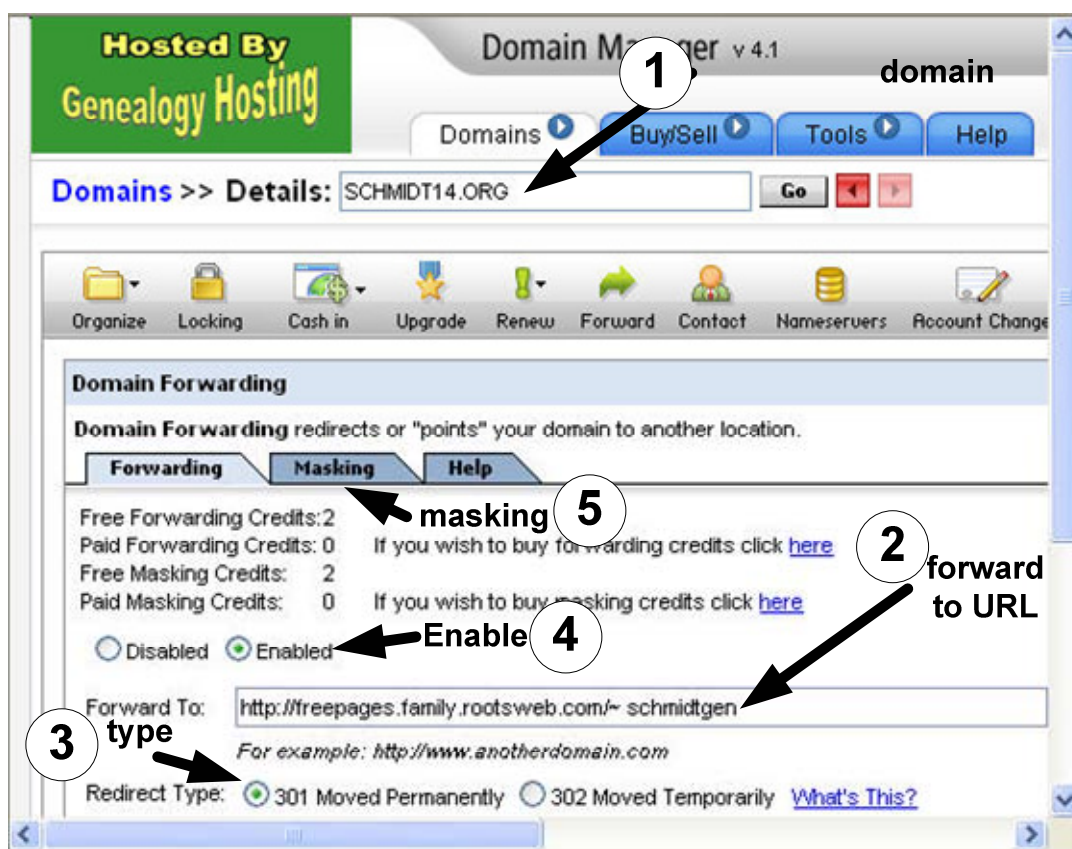 Hosted By
Genealogy Hosting
Domain Manager v 4.1
1
domain
Domains
Buy/Sell
Tools
Help
Domains >> Details: SCHMIDT14.ORG
Go
Organize
Locking
Cash in
Upgrade
Renew
Forward
Contact
Nameservers
Account Change
Domain Forwarding
Domain Forwarding redirects or "points" your domain to another location.
Forwarding
Masking
Help
masking 5
Free Forwarding Credits:2
Paid Forwarding Credits: 0 If you wish to buy forwarding credits click here
Free Masking Credits: 2
Paid Masking Credits: 0 If you wish to buy masking credits click here
2
forward
to URL
Enable 4
Disabled Enabled
Forward To: http://freepages.family.rootsweb.com/~ schmidtgen
3 type
For example: http://www.anotherdomain.com
Redirect Type: 301 Moved Permanently 302 Moved Temporarily What's This?